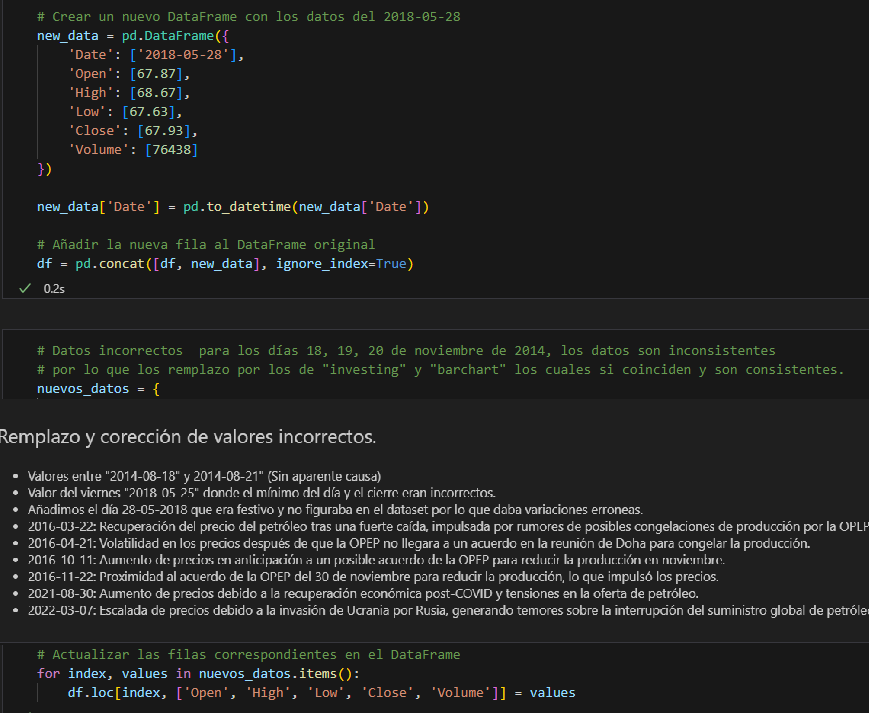 # Crear un nuevo DataFrame con los datos del 2018-05-28
new_data = pd.DataFrame({
    'Date': ['2018-05-28'],
    'Open': [67.87],
    'High': [68.67],
    'Low': [67.63],
    'Close': [67.93],
    'Volume': [76438]
})
new_data['Date'] = pd.to_datetime(new_data['Date'])
# Añadir la nueva fila al DataFrame original
df = pd.concat([df, new_data], ignore_index=True)
✓ 0.2s
# Datos incorrectos  para los días 18, 19, 20 de noviembre de 2014, los datos son inconsistentes
# por lo que los remplazo por los de "investing" y "barchart" los cuales si coinciden y son consistentes.
nuevos_datos = {
Remplazo y corección de valores incorrectos.
• Valores entre "2014-08-18" y 2014-08-21" (Sin aparente causa)
• Valor del viernes "2018-05-25" donde el mínimo del día y el cierre eran incorrectos.
• Añadimos el día 28-05-2018 que era festivo y no figuraba en el dataset por lo que daba variaciones erroneas.
• 2016-03-22: Recuperación del precio del petróleo tras una fuerte caída, impulsada por rumores de posibles congelaciones de producción por la OPEP
• 2016-04-21: Volatilidad en los precios después de que la OPEP no llegara a un acuerdo en la reunión de Doha para congelar la producción.
• 2016-10-11: Aumento de precios en anticipación a un posible acuerdo de la OPEP para reducir la producción en noviembre.
• 2016-11-22: Proximidad al acuerdo de la OPEP del 30 de noviembre para reducir la producción, lo que impulsó los precios.
• 2021-08-30: Aumento de precios debido a la recuperación económica post-COVID y tensiones en la oferta de petróleo.
• 2022-03-07: Escalada de precios debido a la invasión de Ucrania por Rusia, generando temores sobre la interrupción del suministro global de petróle
# Actualizar las filas correspondientes en el DataFrame
for index, values in nuevos_datos.items():
    df.loc[index, ['Open', 'High', 'Low', 'Close', 'Volume']] = values